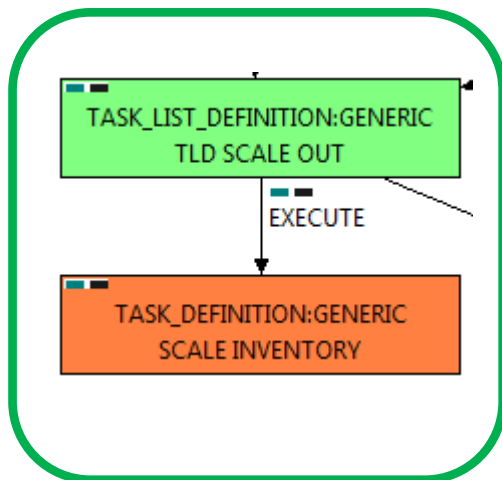 TASK_LIST_DEFINITION:GENERIC
TLD SCALE OUT
EXECUTE
TASK_DEFINITION:GENERIC
SCALE INVENTORY